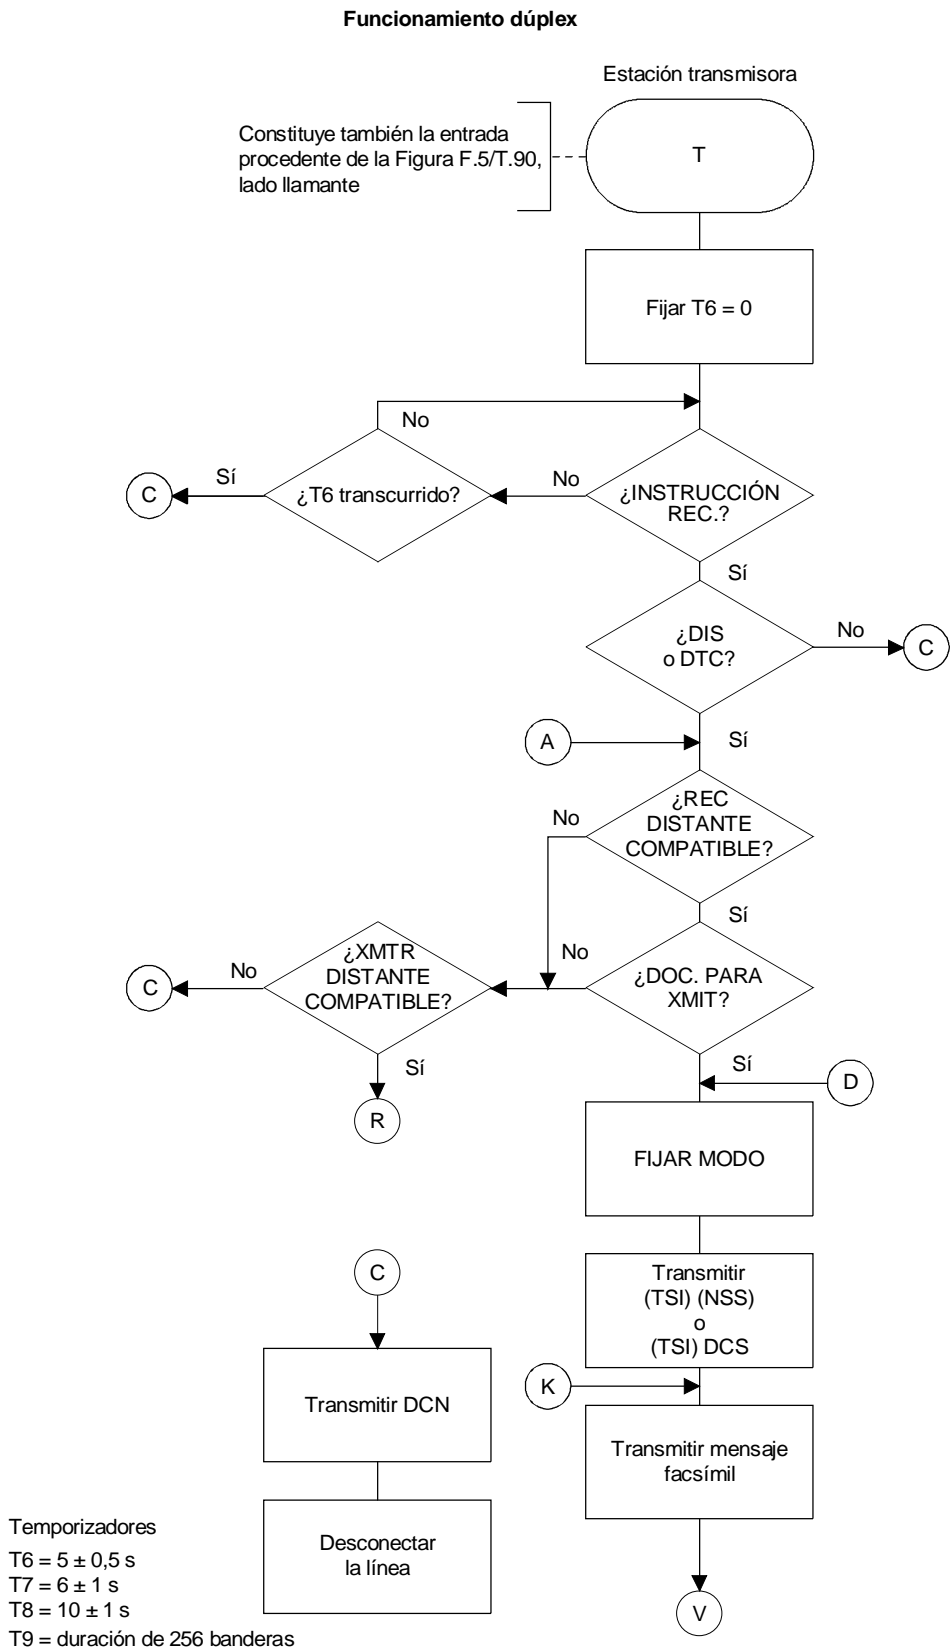 Funcionamiento dúplex
Estación transmisora
Constituye también la entrada
procedente de la Figura F.5/T.90,
lado llamante
T
Fijar T6 = 0
No
Sí
C
¿T6 transcurrido?
No
¿INSTRUCCIÓN
REC.?
Sí
¿DIS
o DTC?
No
C
A
Sí
¿REC
DISTANTE
COMPATIBLE?
No
Sí
¿XMTR
DISTANTE
COMPATIBLE?
No
C
No
¿DOC. PARA
XMIT?
Sí
R
Sí
D
FIJAR MODO
C
Transmitir
(TSI) (NSS)
o
(TSI) DCS
K
Transmitir DCN
Transmitir mensaje
facsímil
Desconectar
la línea
V
Temporizadores
T6 = 5 ± 0,5 s
T7 = 6 ± 1 s
T8 = 10 ± 1 s
T9 = duración de 256 banderas